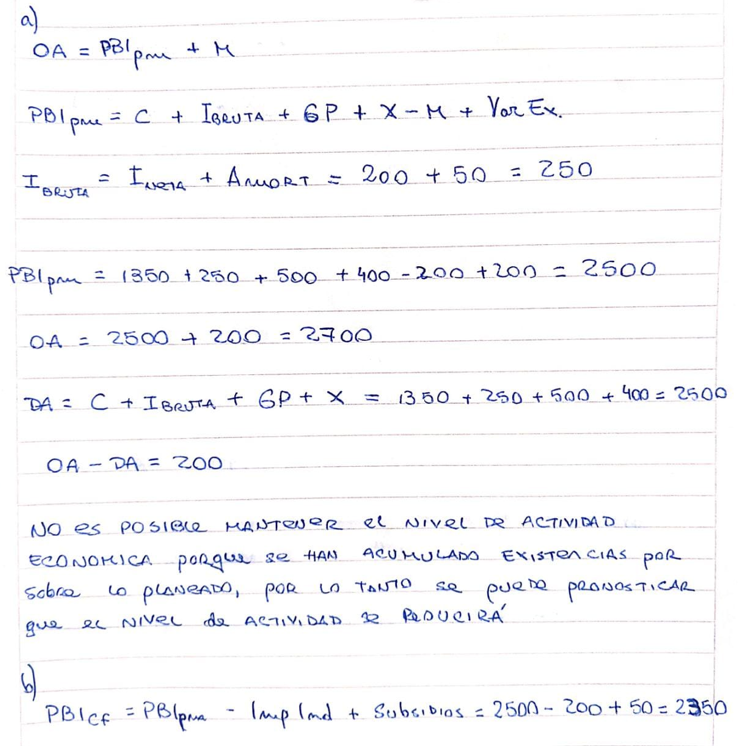 a)
OA = PBIpm + M
PBIpm = C + IBRUTA + GP + X - M + Var Ex.
IBRUTA = INETA + AMORT = 200 + 50 = 250
PBIpm = 1350 + 250 + 500 + 400 - 200 + 200 = 2500
OA = 2500 + 200 = 2700
DA = C + IBRUTA + GP + X = 1350 + 250 + 500 + 400 = 2500
OA - DA = 200
NO es POSIBLE MANTENER el NIVEL DE ACTIVIDAD
ECONOMICA porque se HAN ACUMULADO EXISTENCIAS POR
sobre lo PLANEADO, POR LO TANTO se puede PRONOSTICAR
que el NIVEL de ACTIVIDAD se REDUCIRÁ
b)
PBICF = PBIpm - Imp Ind + Subsidios = 2500 - 200 + 50 = 2350